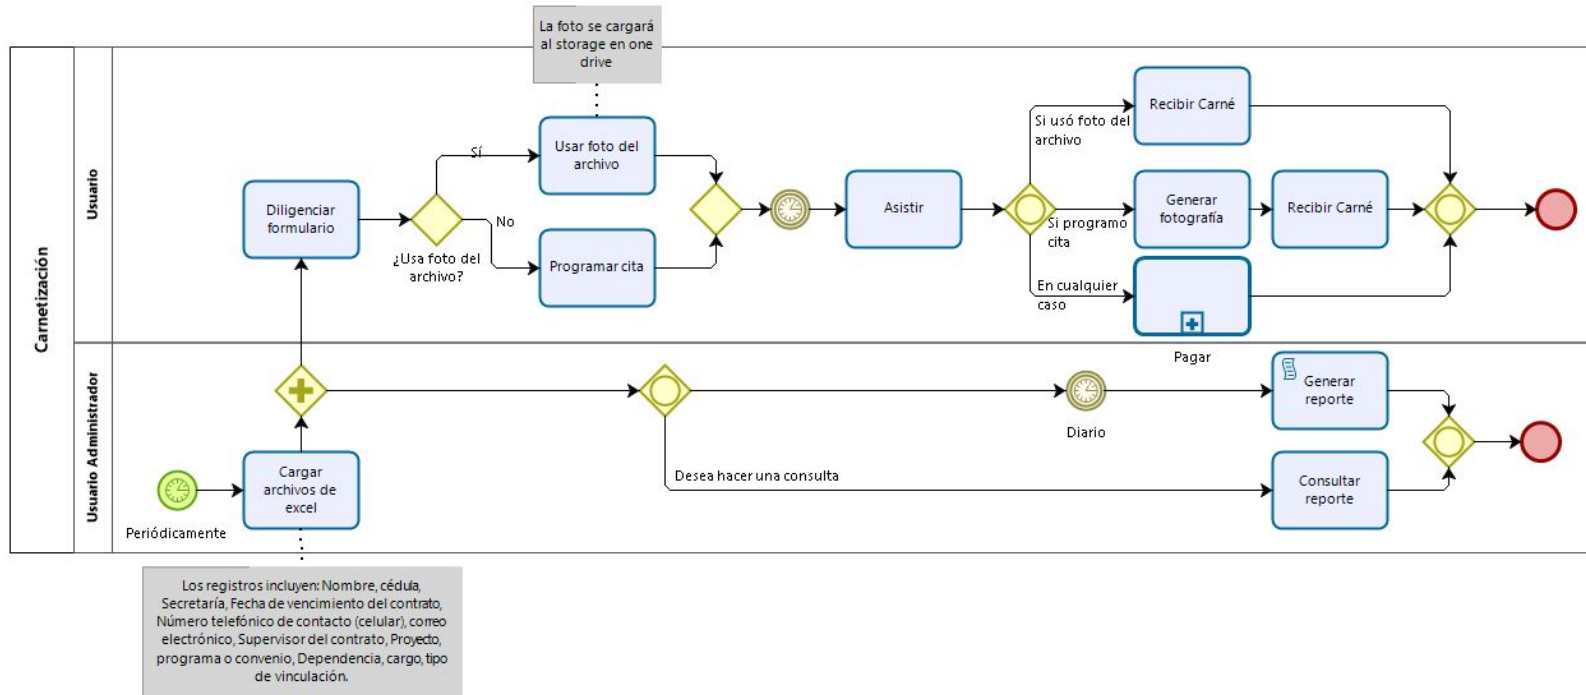 La foto se cargará
al storage en one
drive
Carnetización
Usuario
Diligenciar
formulario
¿Usa foto del
archivo?
Sí
No
Usar foto del
archivo
Programar cita
Asistir
Si usó foto del
archivo
Si programo
cita
En cualquier
caso
Recibir Carné
Generar
fotografía
Recibir Carné
Pagar
Usuario Administrador
Periódicamente
Cargar
archivos de
excel
Desea hacer una consulta
Diario
Generar
reporte
Consultar
reporte
Los registros incluyen: Nombre, cédula,
Secretaría, Fecha de vencimiento del contrato,
Número telefónico de contacto (celular), correo
electrónico, Supervisor del contrato, Proyecto,
programa o convenio, Dependencia, cargo, tipo
de vinculación.